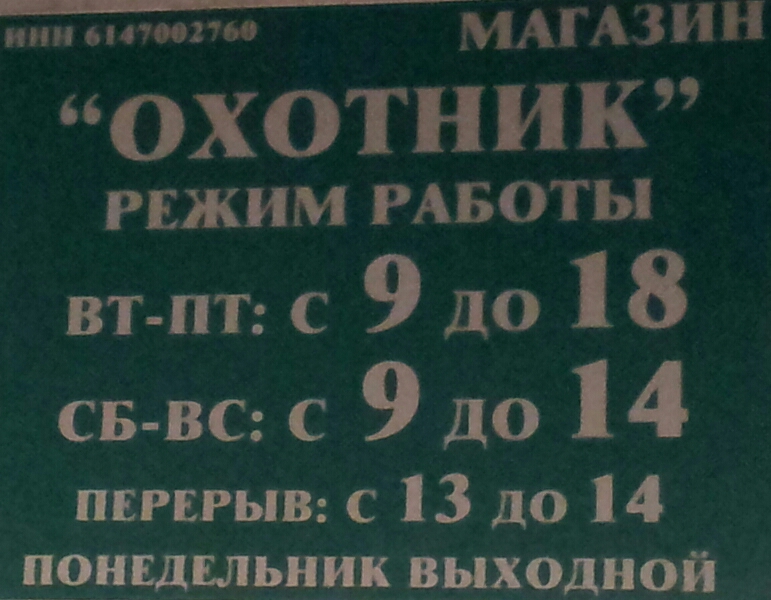 ИНН 6147002760
МАГАЗИН
“ОХОТНИК”
РЕЖИМ РАБОТЫ
ВТ-ПТ: С 9 ДО 18
СБ-ВС: С 9 ДО 14
ПЕРЕРЫВ: С 13 ДО 14
ПОНЕДЕЛЬНИК ВЫХОДНОЙ